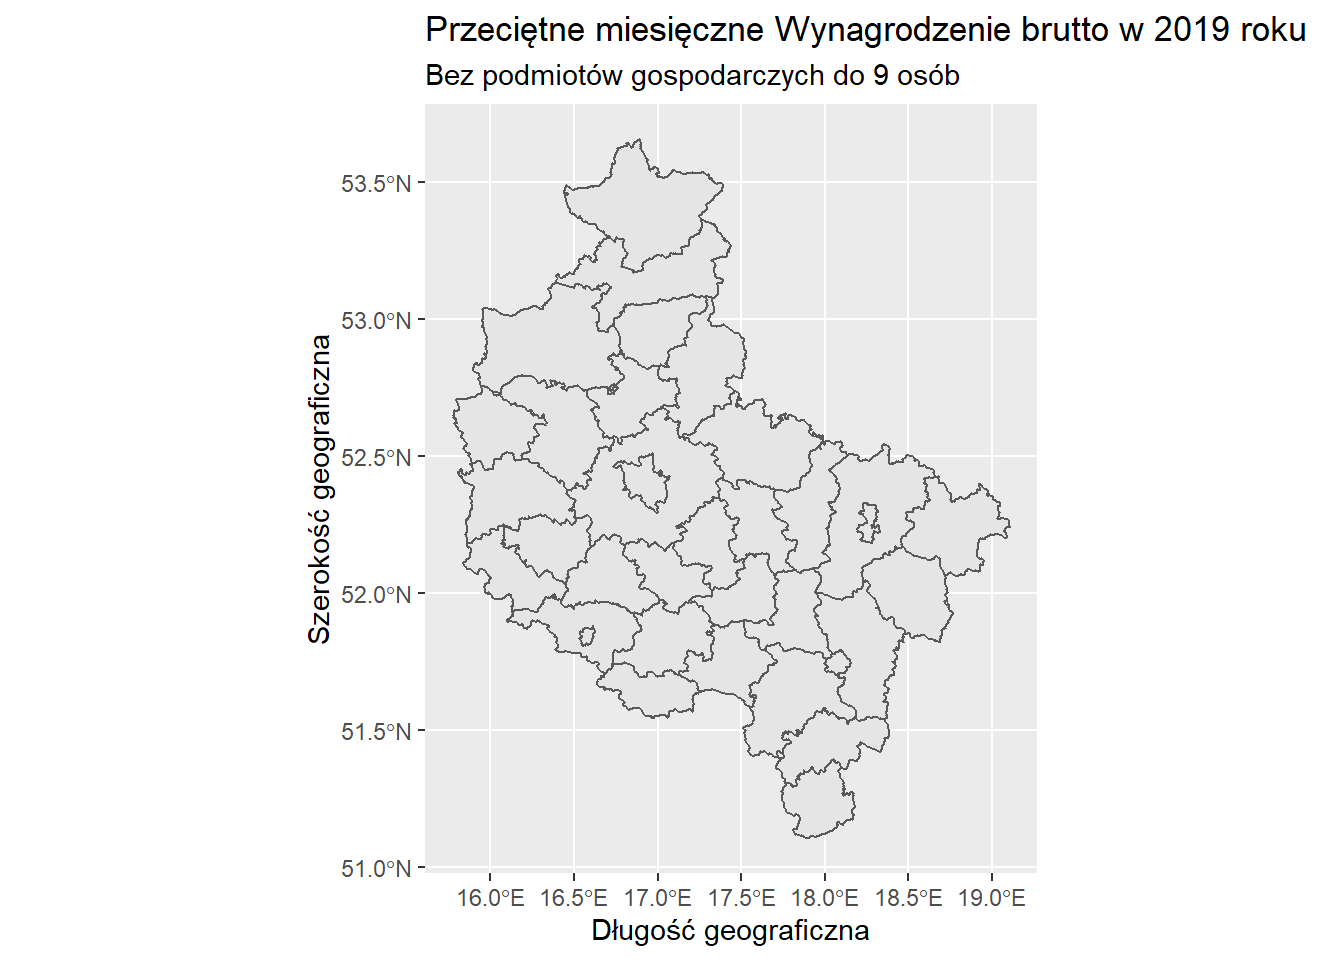 Przeciętne miesięczne Wynagrodzenie brutto w 2019 roku
Bez podmiotów gospodarczych do 9 osób
53.5°N
53.0°N
52.5°N
52.0°N
51.5°N
51.0°N
Szerokość geograficzna
16.0°E 16.5°E 17.0°E 17.5°E 18.0°E 18.5°E 19.0°E
Długość geograficzna